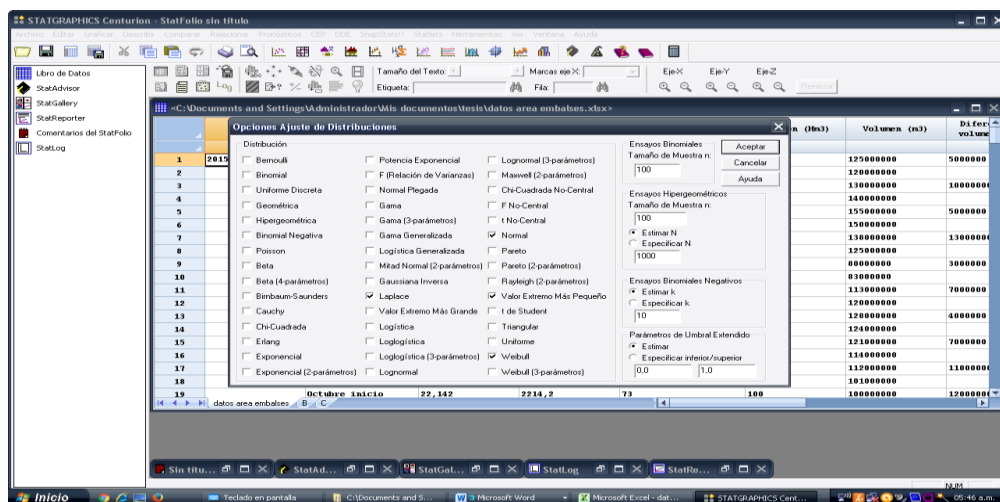 STATGRAPHICS Centurion - StatFolio sin título
Archivo Editar Graficar Describir Comparar Relacionar Pronósticos CEP DDE SnapStats!! Statlets Herramientas Ver Ventana Ayuda
Tamaño del Texto: Marcas eje X: Eje-X Eje-Y Eje-Z
Etiqueta: Fila: Reiniciar
Libro de Datos
StatAdvisor
StatGallery
StatReporter
Comentarios del StatFolio
StatLog
<C:\Documents and Settings\Administrador\Mis documentos\tesis\datos area embalses.xlsx>
n (Hm3) Volumen (m3)
1 2015 125000000 5000000
2 120000000
3 130000000
4 140000000
5 155000000 5000000
6 150000000
7 138000000
8 125000000
9 80000000 3000000
10 83000000
11 113000000 7000000
12 120000000
13 120000000 4000000
14 124000000
15 121000000 7000000
16 114000000
17 112000000
18 101000000
19 Octubre inicio 22,142 2214,2 73 100 100000000
datos area embalses B C
Opciones Ajuste de Distribuciones
Distribución
Bernoulli
Binomial
Uniforme Discreta
Geométrica
Hipergeométrica
Binomial Negativa
Poisson
Beta
Beta (4-parámetros)
Birnbaum-Saunders
Cauchy
Chi-Cuadrada
Erlang
Exponencial
Exponencial (2-parámetros)
Potencia Exponencial
F (Relación de Varianzas)
Normal Plegada
Gama
Gama (3-parámetros)
Gama Generalizada
Logística Generalizada
Mitad Normal (2-parámetros)
Gaussiana Inversa
Laplace
Valor Extremo Más Grande
Logística
Loglogística
Loglogística (3-parámetros)
Lognormal
Lognormal (3-parámetros)
Maxwell (2-parámetros)
Chi-Cuadrada No-Central
F No-Central
t No-Central
Normal
Pareto
Pareto (2-parámetros)
Rayleigh (2-parámetros)
Valor Extremo Más Pequeño
t de Student
Triangular
Uniforme
Weibull
Weibull (3-parámetros)
Ensayos Binomiales
Tamaño de Muestra n:
100
Ensayos Hipergeométricos
Tamaño de Muestra n:
100
Estimar N
Especificar N
1000
Ensayos Binomiales Negativos
Estimar k
Especificar k
10
Parámetros de Umbral Extendido
Estimar
Especificar inferior/superior
0,0 1,0
Aceptar
Cancelar
Ayuda
Sin títu... StatAd... StatGal... StatLog StatRe...
NUM
Inicio Teclado en pantalla C:\Documents and S... 3 Microsoft Word Microsoft Excel - dat... STATGRAPHICS Cent... 05:46 a.m.